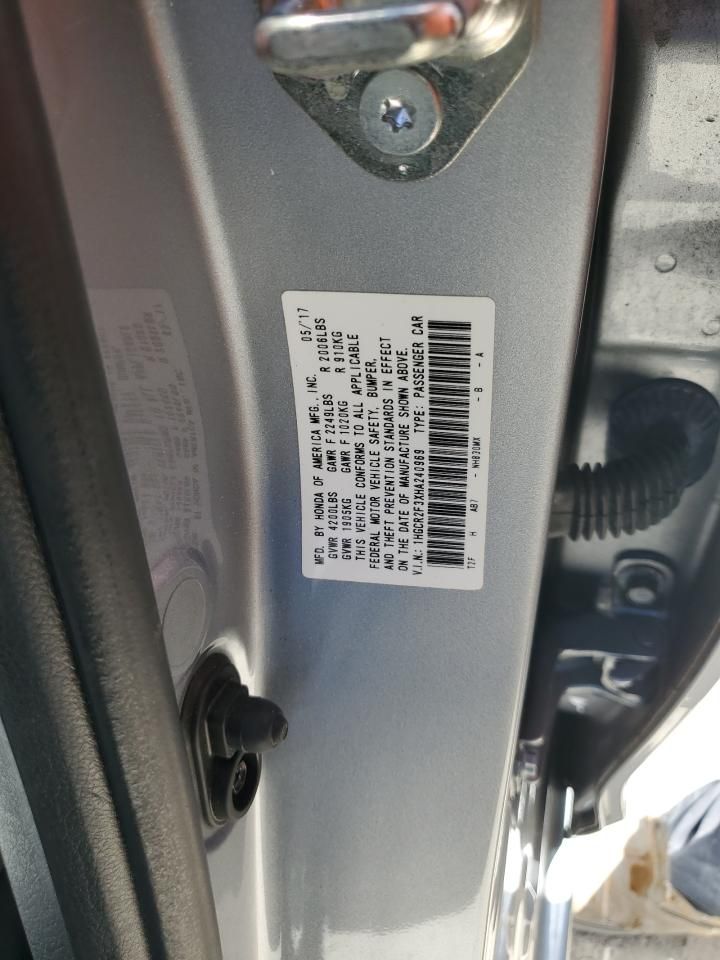 MFD. BY HONDA OF AMERICA MFG., INC. 05/'17
GVWR 4200LBS GAWR F 2249LBS R 2006LBS
GVWR 1905KG GAWR F 1020KG R 910KG
THIS VEHICLE CONFORMS TO ALL APPLICABLE
FEDERAL MOTOR VEHICLE SAFETY, BUMPER,
AND THEFT PREVENTION STANDARDS IN EFFECT
ON THE DATE OF MANUFACTURE SHOWN ABOVE.
V.I.N.: 1HGCR2F3XHA240969 TYPE: PASSENGER CAR
T2F H AB7 - NH830MX - B - A